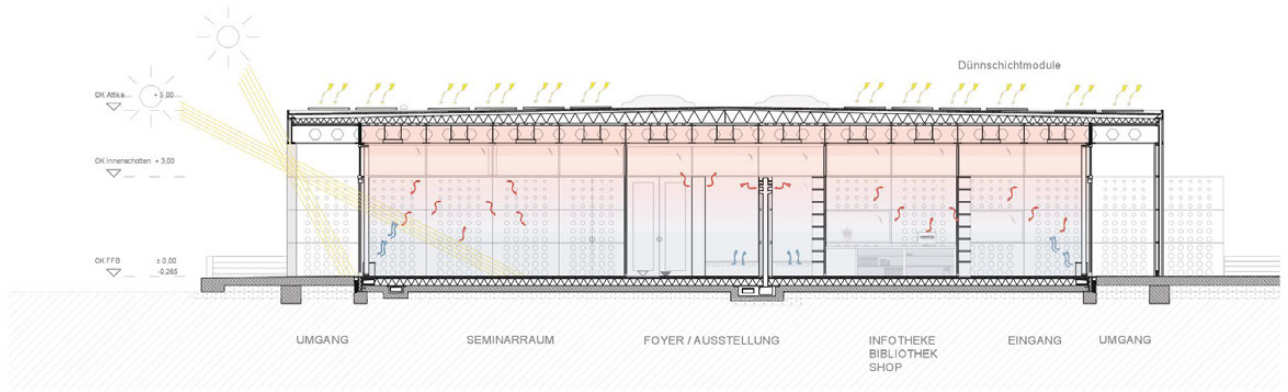 Dünnschichtmodule
OK Attika + 5,00
OK Innenschotten + 3,00
OK FFB ± 0,00
-0,265
UMGANG
SEMINARRAUM
FOYER / AUSSTELLUNG
INFOTHEKE
BIBLIOTHEK
SHOP
EINGANG
UMGANG